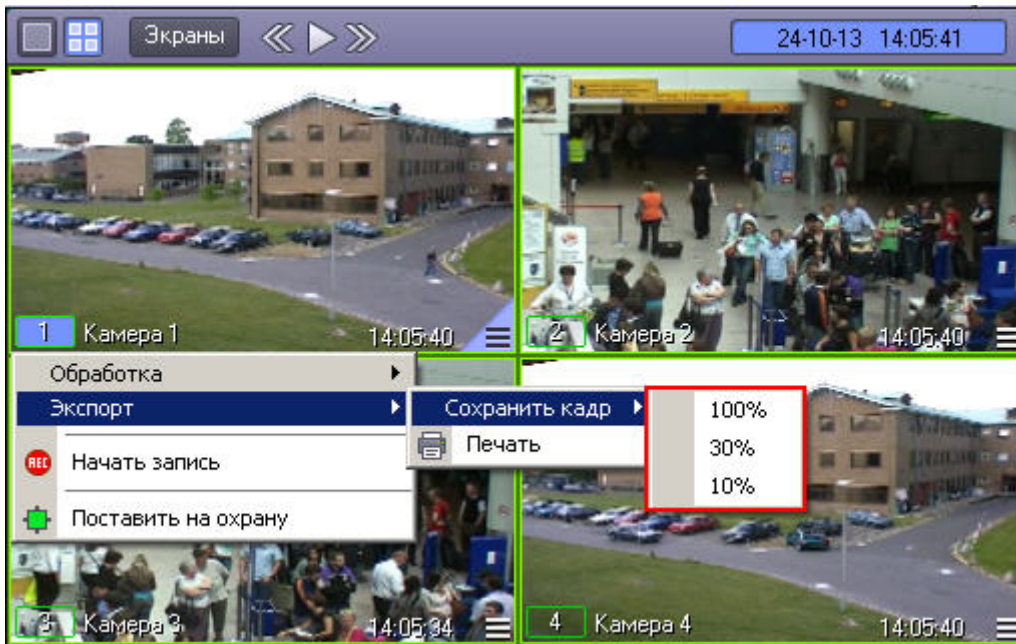 Экраны
24-10-13 14:05:41
1 Камера 1 14:05:40
2 Камера 2 14:05:40
Обработка
Экспорт
Сохранить кадр
100%
Начать запись
Печать
30%
10%
Поставить на охрану
3 Камера 3 14:05:34
4 Камера 4 14:05:40
REC